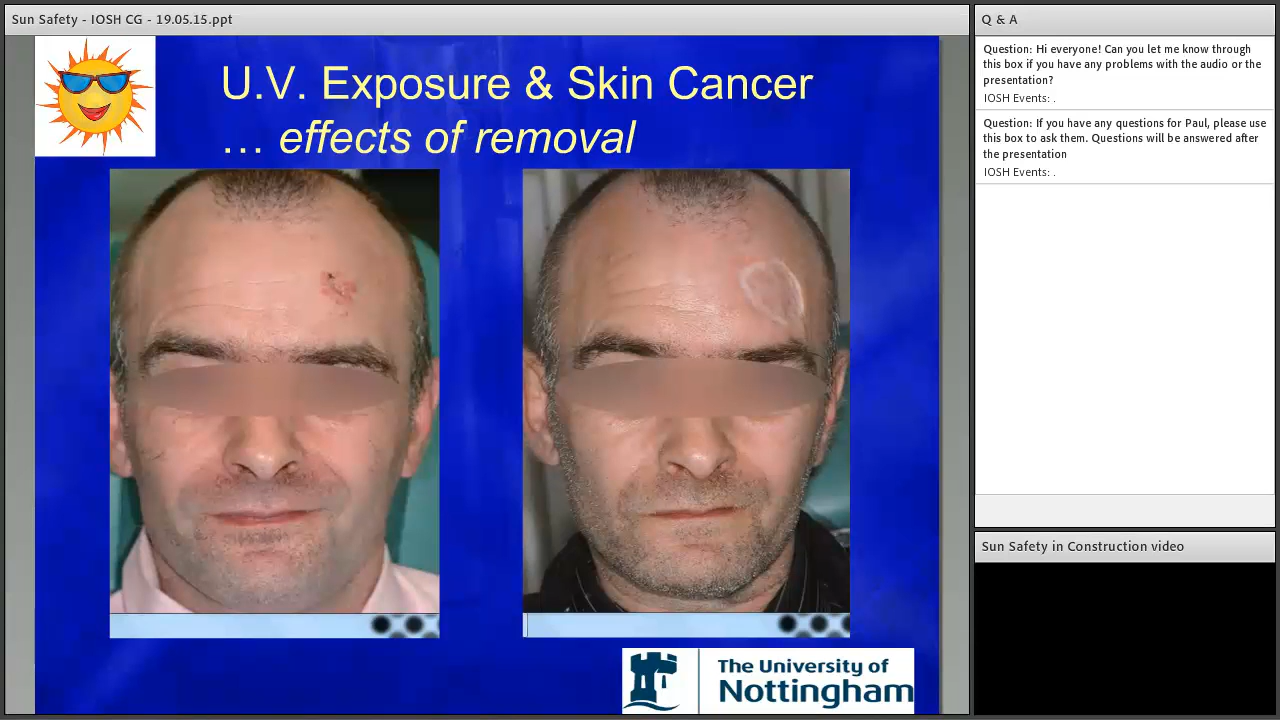 Sun Safety - IOSH CG - 19.05.15.ppt
U.V. Exposure & Skin Cancer
… effects of removal
The University of
Nottingham
Q & A
Question: Hi everyone! Can you let me know through
this box if you have any problems with the audio or the
presentation?
IOSH Events: .
Question: If you have any questions for Paul, please use
this box to ask them. Questions will be answered after
the presentation
IOSH Events: .
Sun Safety in Construction video